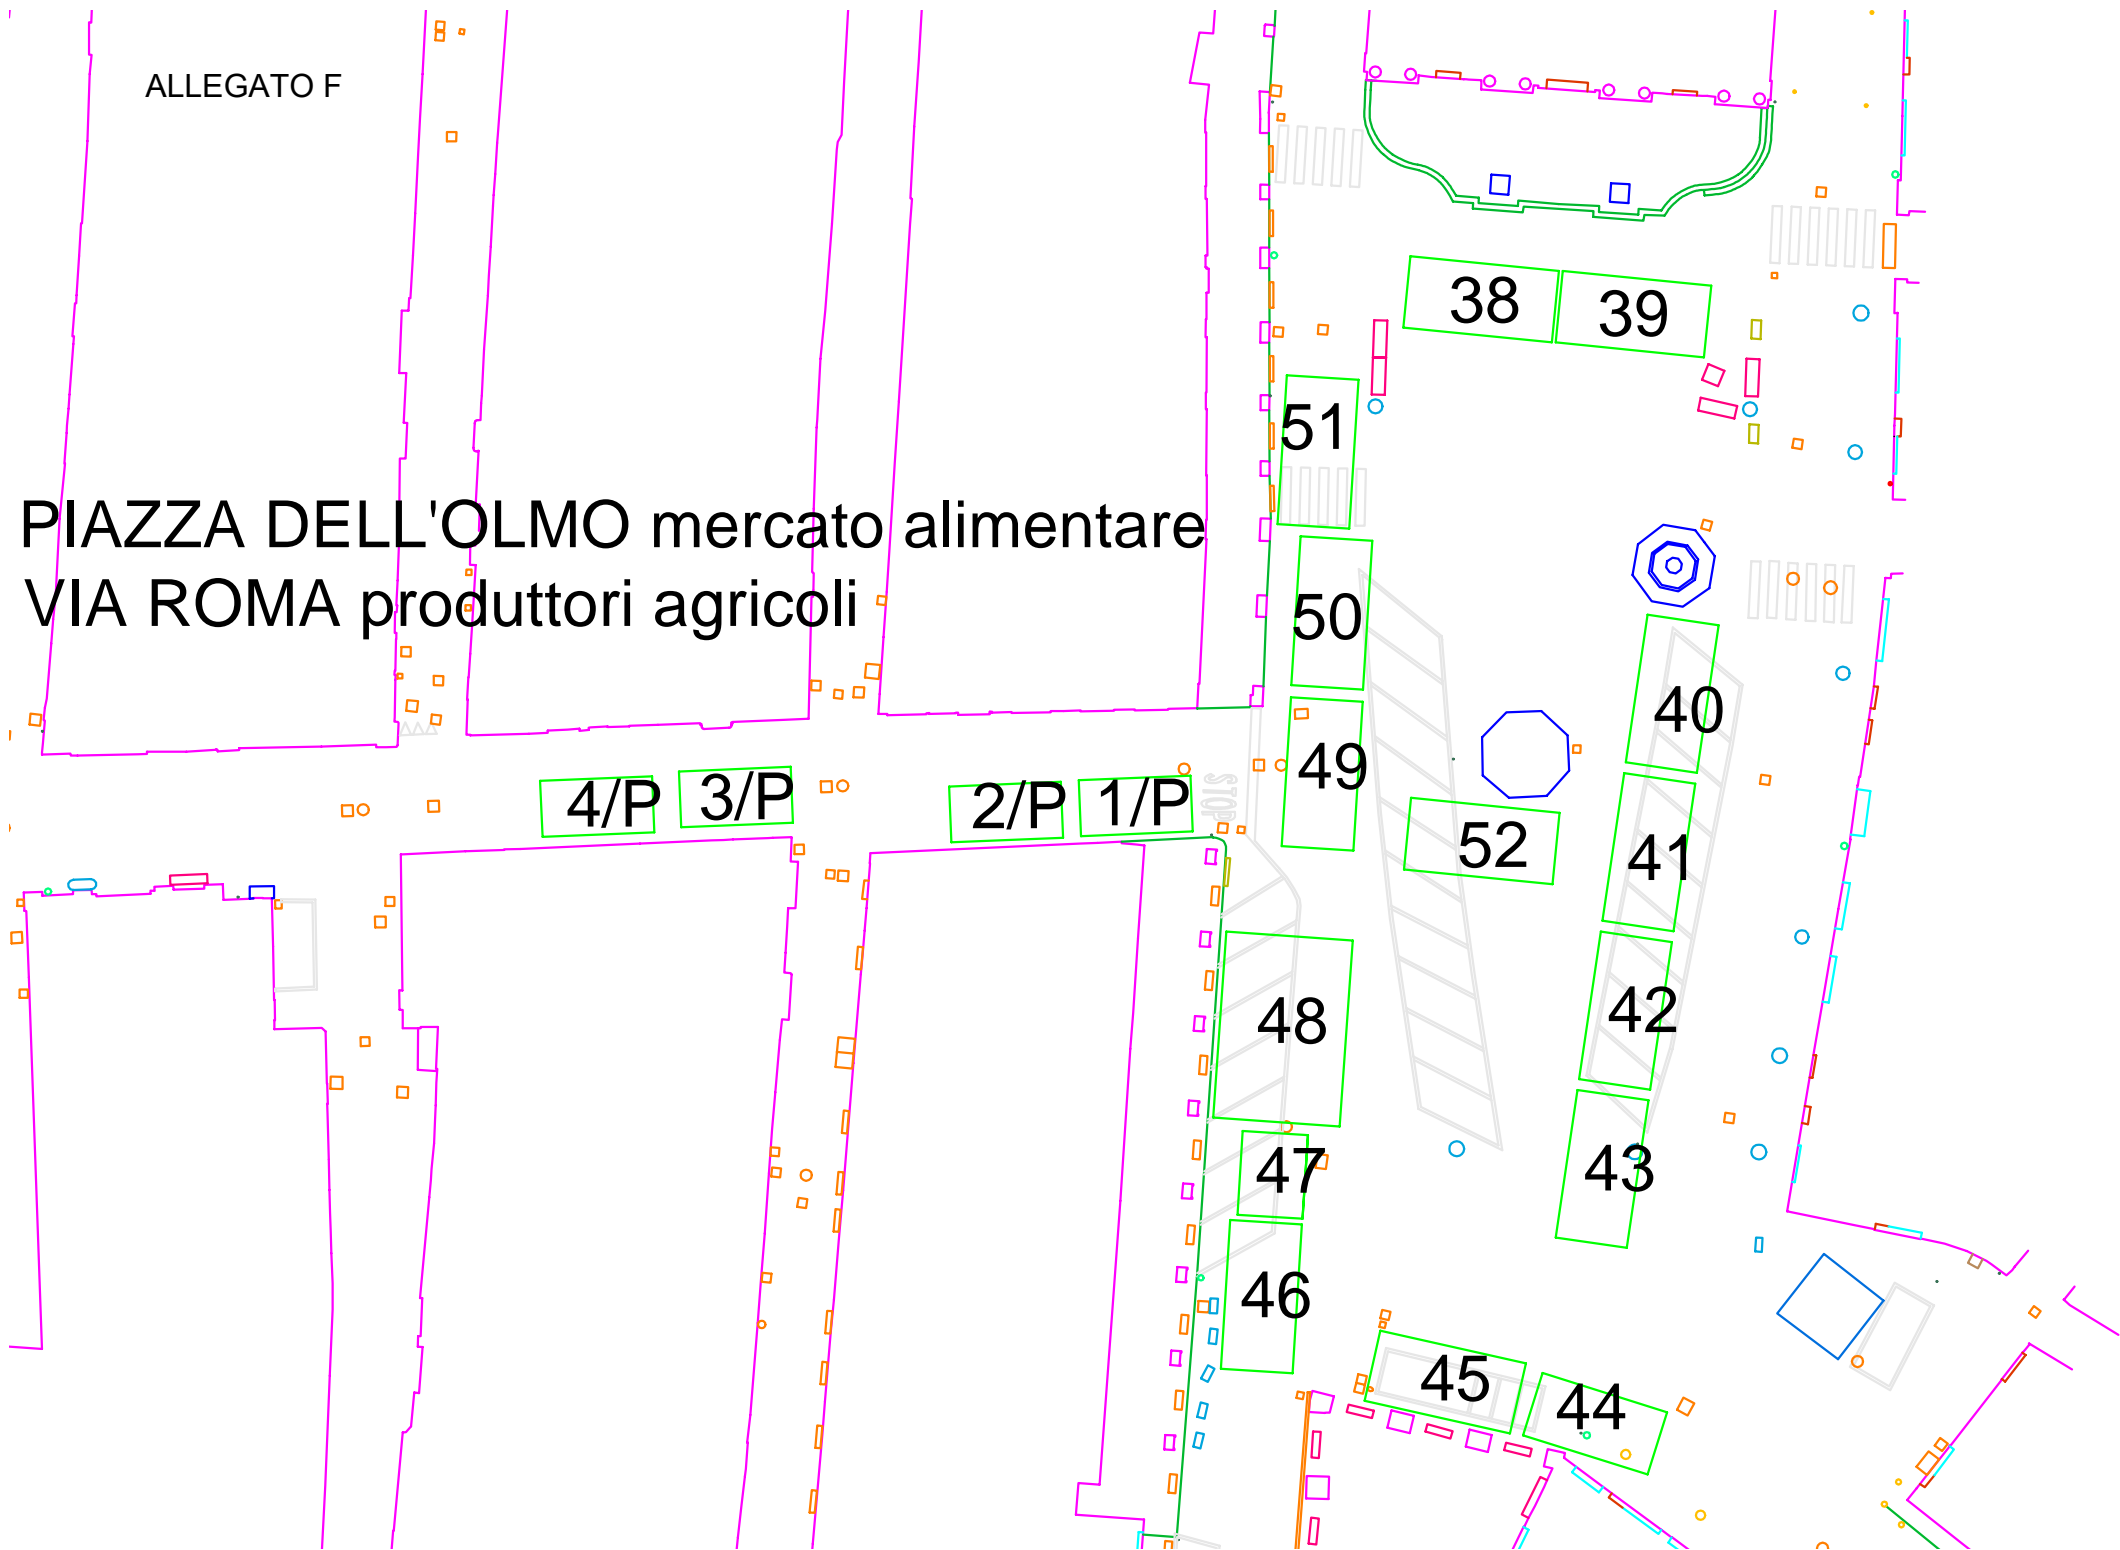 ALLEGATO F
38
39
51
PIAZZA DELL'OLMO mercato alimentare
VIA ROMA produttori agricoli
50
40
49
4/P
3/P
2/P
1/P
STOP
52
41
42
48
47
43
46
45
44